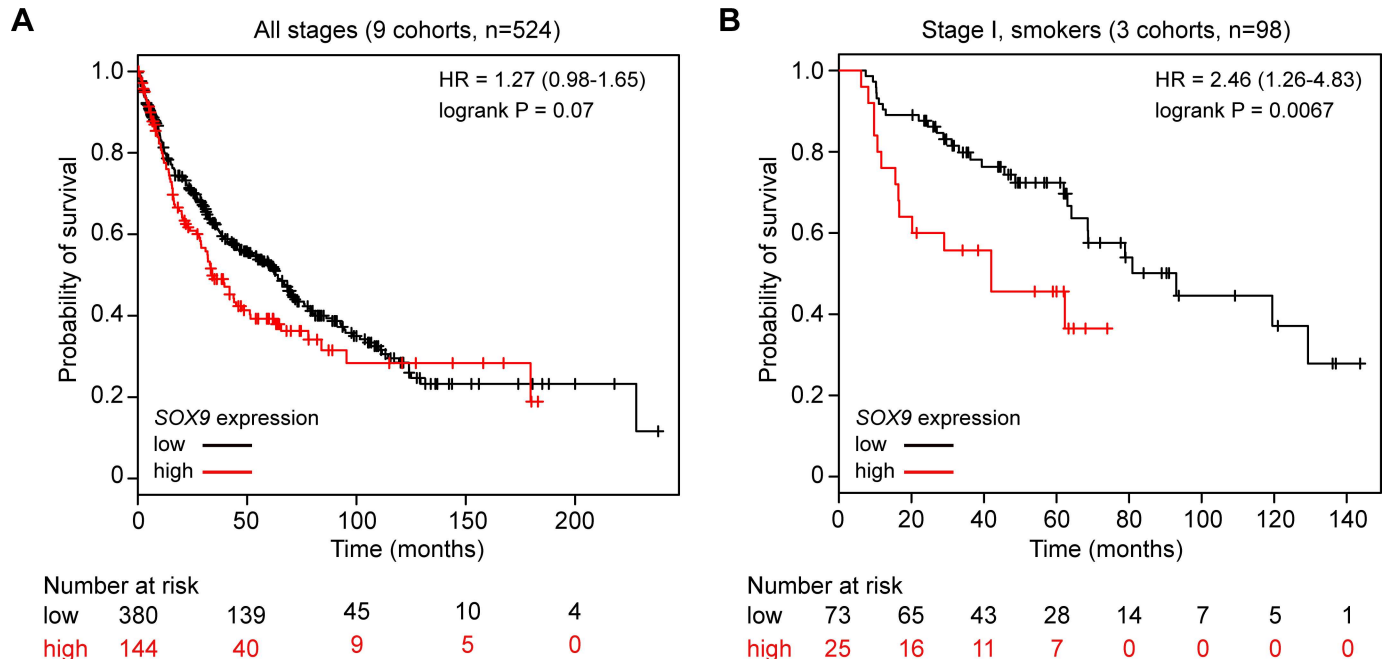 A
All stages (9 cohorts, n=524)
HR = 1.27 (0.98-1.65)
logrank P = 0.07
Probability of survival
1.0
0.8
0.6
0.4
0.2
0
SOX9 expression
low
high
0 50 100 150 200
Time (months)
Number at risk
low 380 139 45 10 4
high 144 40 9 5 0
B
Stage I, smokers (3 cohorts, n=98)
HR = 2.46 (1.26-4.83)
logrank P = 0.0067
Probability of survival
1.0
0.8
0.6
0.4
0.2
0
SOX9 expression
low
high
0 20 40 60 80 100 120 140
Time (months)
Number at risk
low 73 65 43 28 14 7 5 1
high 25 16 11 7 0 0 0 0